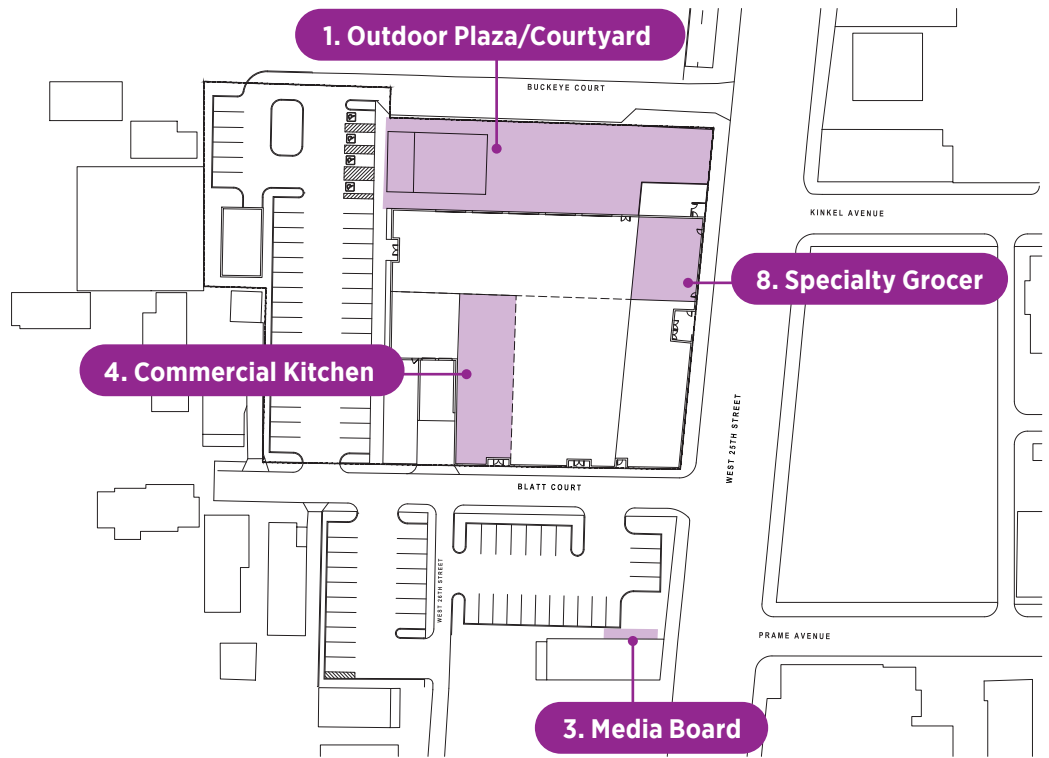 1. Outdoor Plaza/Courtyard
BUCKEYE COURT
KINKEL AVENUE
8. Specialty Grocer
4. Commercial Kitchen
WEST 25TH STREET
BLATT COURT
WEST 26TH STREET
PRAME AVENUE
3. Media Board